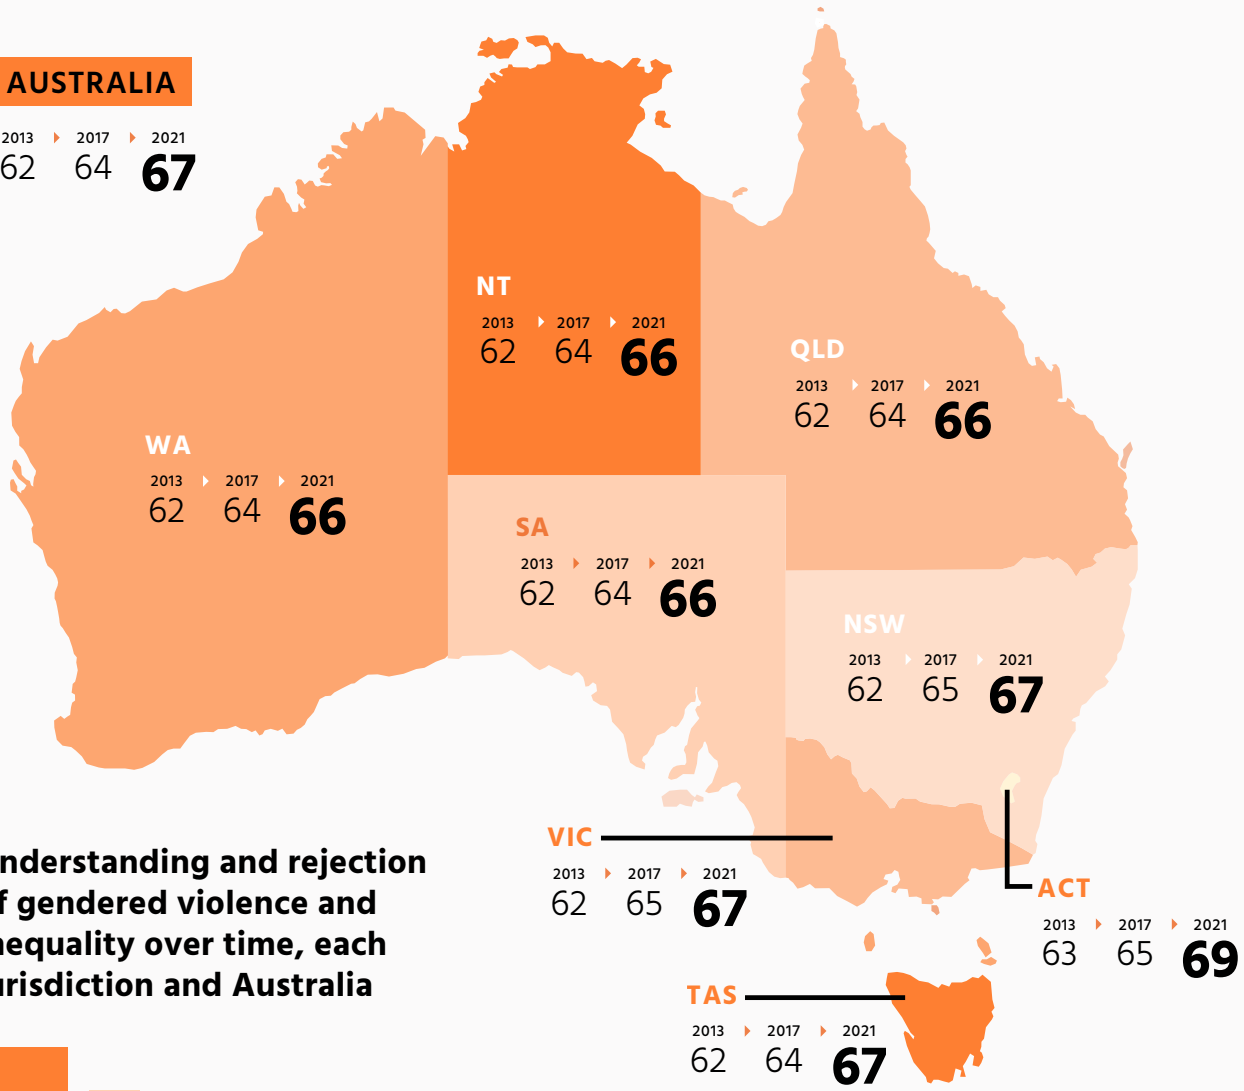 AUSTRALIA
2013 2017 2021
62 64 67
NT
2013 2017 2021
62 64 66
QLD
2013 2017 2021
62 64 66
WA
2013 2017 2021
62 64 66
SA
2013 2017 2021
62 64 66
NSW
2013 2017 2021
62 65 67
VIC
2013 2017 2021
62 65 67
ACT
2013 2017 2021
63 65 69
TAS
2013 2017 2021
62 64 67
nderstanding and rejection
f gendered violence and
nequality over time, each
urisdiction and Australia